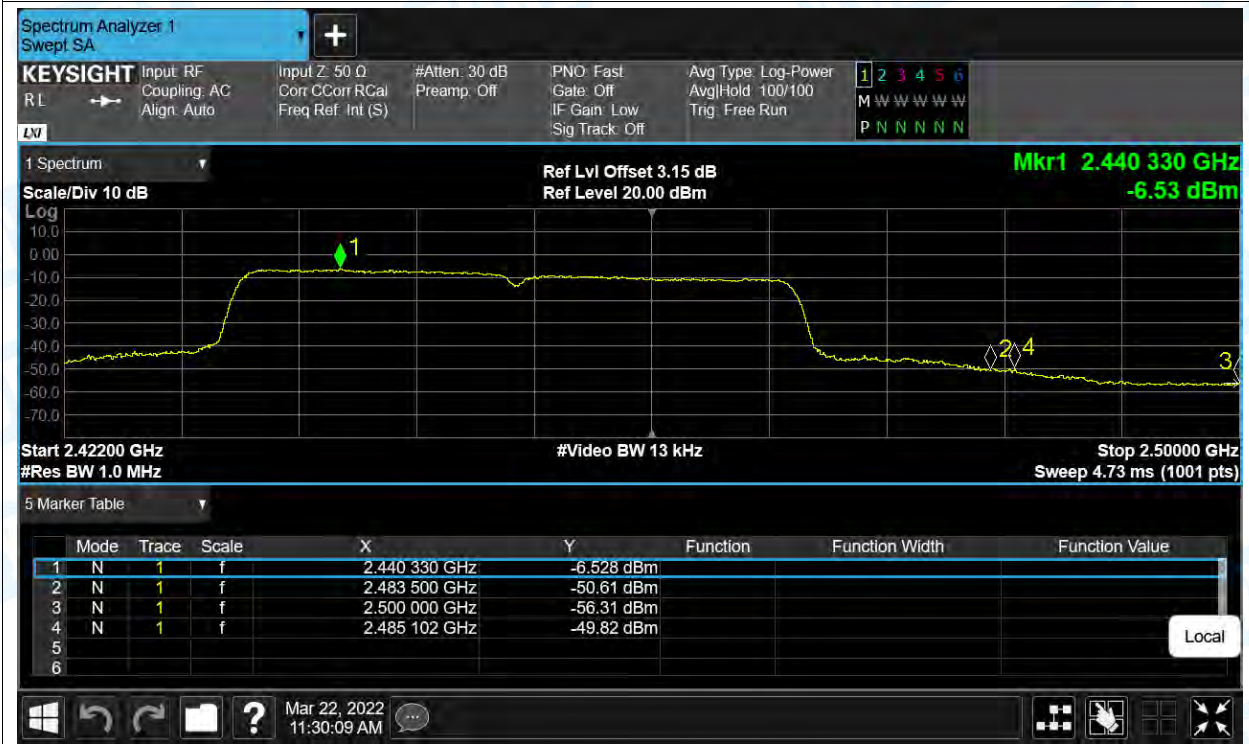 Spectrum Analyzer 1
Swept SA
KEYSIGHT
RL
LXI
Input: RF
Coupling: AC
Align: Auto
Input Z: 50 Ω
Corr CCorr RCal
Freq Ref: Int (S)
#Atten: 30 dB
Preamp: Off
PNO: Fast
Gate: Off
IF Gain: Low
Sig Track: Off
Avg Type: Log-Power
Avg|Hold: 100/100
Trig: Free Run
1 2 3 4 5 6
M W W W W W W
P N N N N N N
1 Spectrum
Scale/Div 10 dB
Ref Lvl Offset 3.15 dB
Ref Level 20.00 dBm
Mkr1 2.440 330 GHz
-6.53 dBm
Log
10.0
0.00
-10.0
-20.0
-30.0
-40.0
-50.0
-60.0
-70.0
1
2 4
3
Start 2.42200 GHz
#Res BW 1.0 MHz
#Video BW 13 kHz
Stop 2.50000 GHz
Sweep 4.73 ms (1001 pts)
5 Marker Table
Mode Trace Scale X Y Function Function Width Function Value
1 N 1 f 2.440 330 GHz -6.528 dBm
2 N 1 f 2.483 500 GHz -50.61 dBm
3 N 1 f 2.500 000 GHz -56.31 dBm
4 N 1 f 2.485 102 GHz -49.82 dBm
5
6
Local
?
Mar 22, 2022
11:30:09 AM